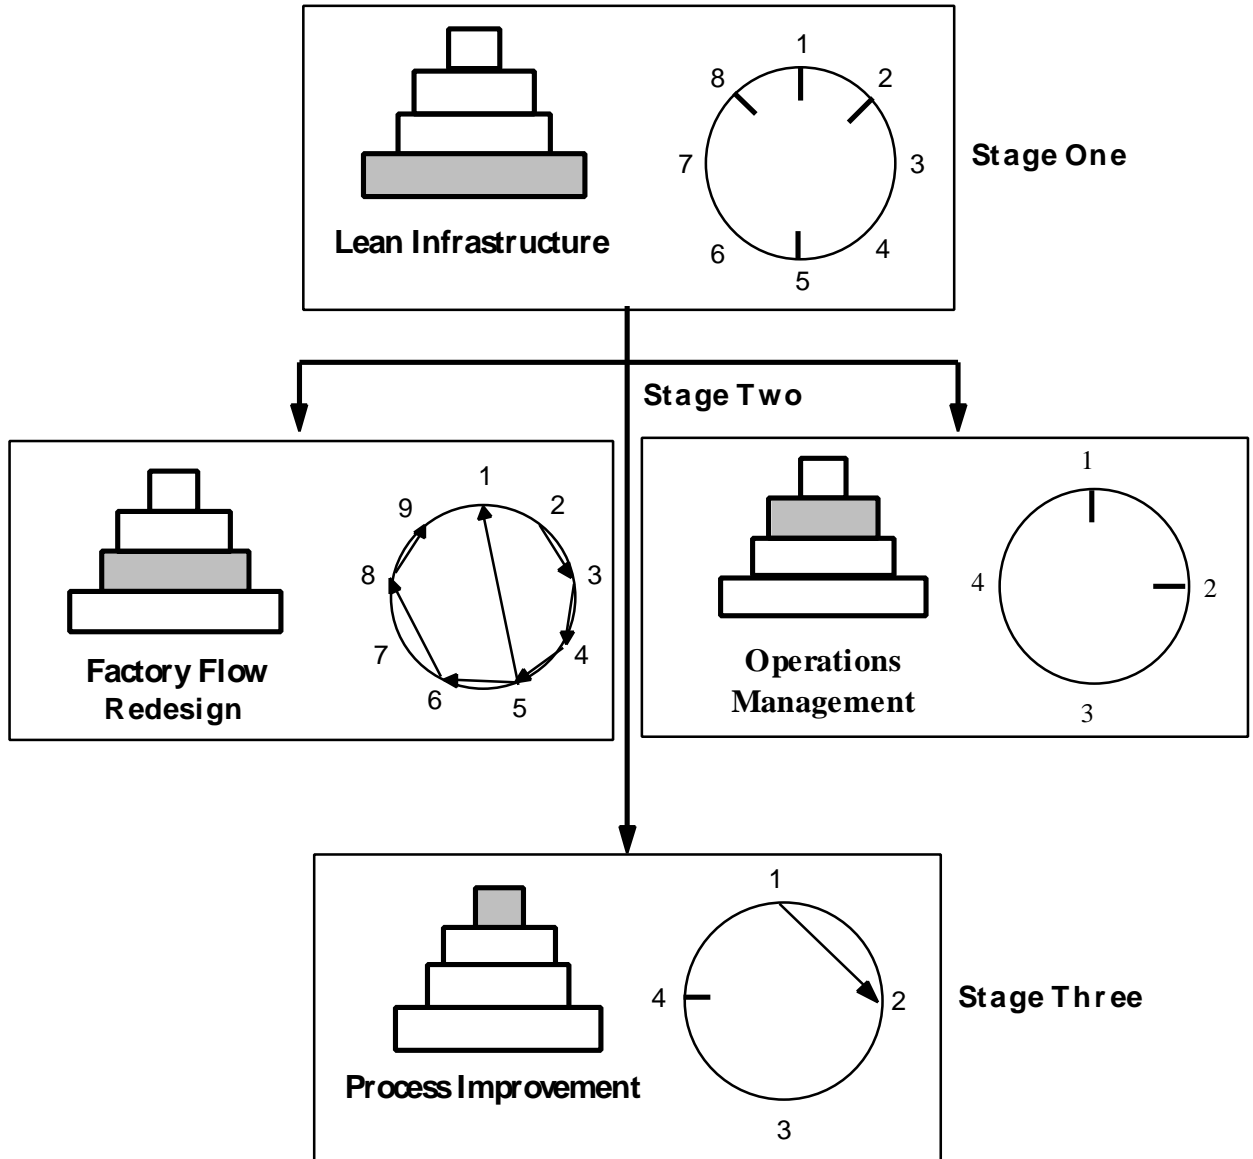 1
8
2
7
3
6
4
5
Lean Infrastructure
Stage One
Stage Two
1
9
2
8
3
7
4
6
5
Factory Flow
Redesign
1
4
2
3
Operations
Management
1
4
2
3
Process Improvement
Stage Three